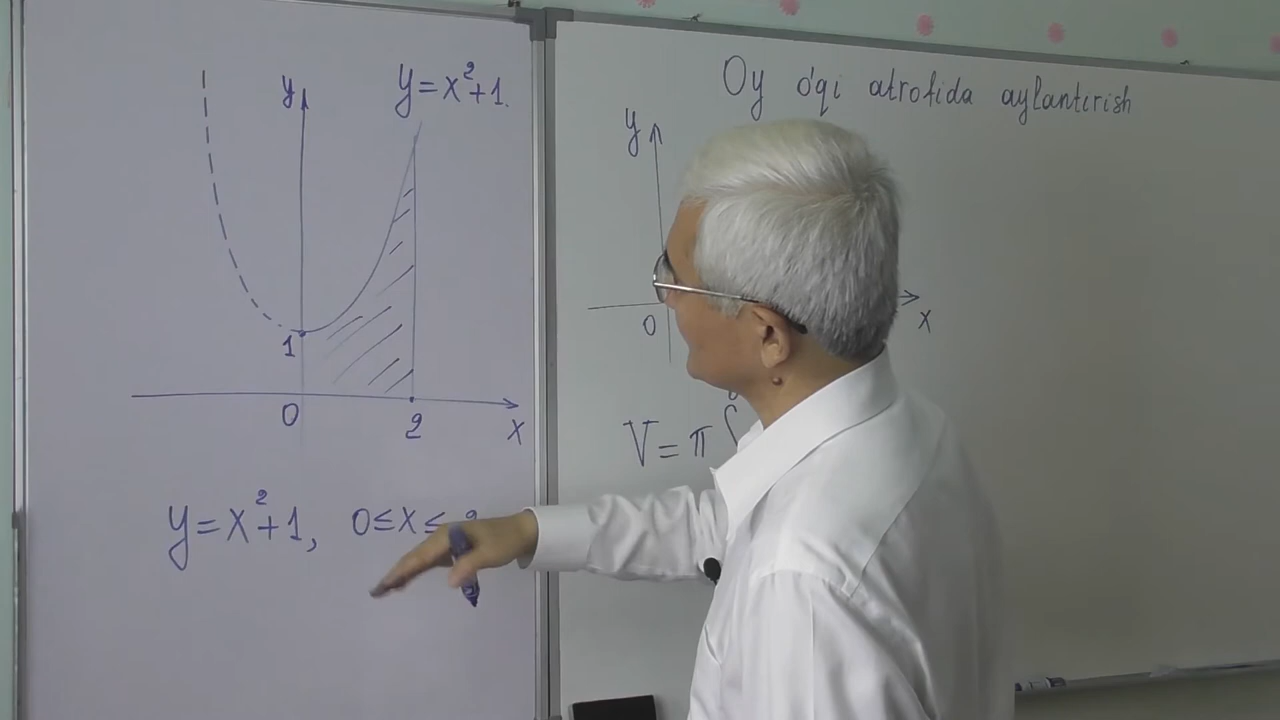 y
y=x²+1.
1
0
2
x
y=x²+1, 0≤x≤
Oy o'qi atrofida aylantirish
y
0
x
V=π∫